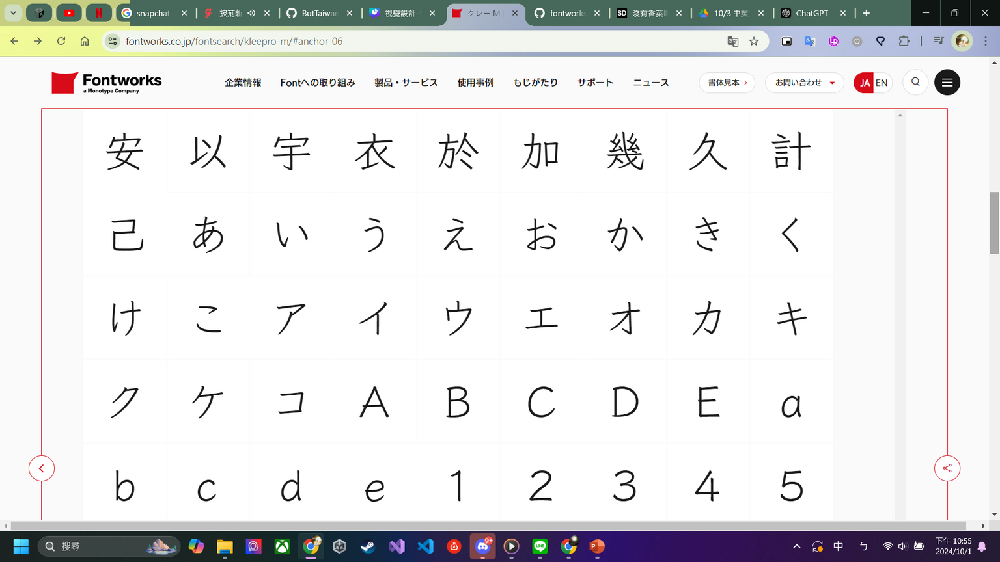 snapchat
披荊斬
ButTaiwan
視覺設計-
クレー M
fontworks
沒有香菜
10/3 中英
ChatGPT
fontworks.co.jp/fontsearch/kleepro-m/#anchor-06
Fontworks
a Monotype Company
企業情報 Fontへの取り組み 製品・サービス 使用事例 もじがたり サポート ニュース 書体見本 お問い合わせ JA EN
安 以 宇 衣 於 加 幾 久 計
己 あ い う え お か き く
け こ ア イ ウ エ オ カ キ
ク ケ コ A B C D E a
b c d e 1 2 3 4 5
搜尋
9+
中
ㄣ
下午 10:55
2024/10/1